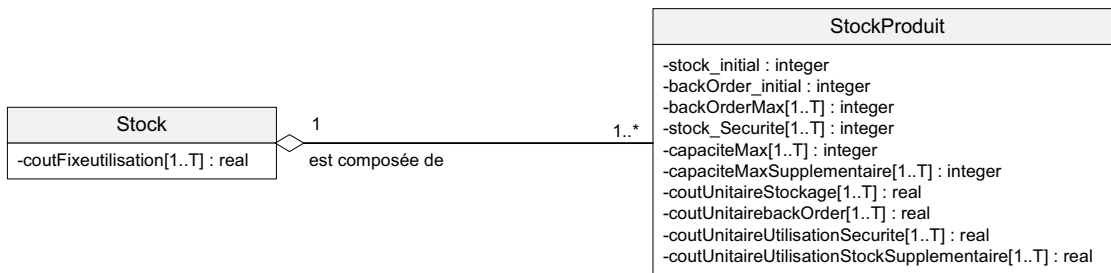 Stock
-coutFixeutilisation[1..T] : real
1
est composée de
1..*
StockProduit
-stock_initial : integer
-backOrder_initial : integer
-backOrderMax[1..T] : integer
-stock_Securite[1..T] : integer
-capaciteMax[1..T] : integer
-capaciteMaxSupplementaire[1..T] : integer
-coutUnitaireStockage[1..T] : real
-coutUnitairebackOrder[1..T] : real
-coutUnitaireUtilisationSecurite[1..T] : real
-coutUnitaireUtilisationStockSupplementaire[1..T] : real